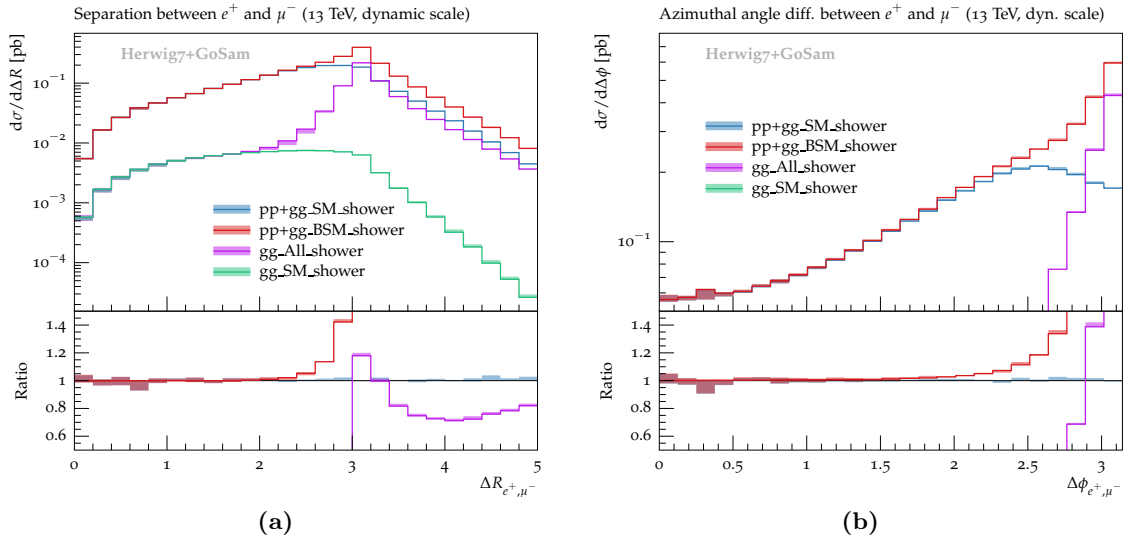 Separation between e⁺ and μ⁻ (13 TeV, dynamic scale)
Herwig7+GoSam
dσ/dΔR [pb]
10⁻¹
10⁻²
10⁻³
10⁻⁴
pp+gg_SM_shower
pp+gg_BSM_shower
gg_All_shower
gg_SM_shower
Ratio
1.4
1.2
1
0.8
0.6
0 1 2 3 4 5
ΔR e⁺,μ⁻
(a)
Azimuthal angle diff. between e⁺ and μ⁻ (13 TeV, dyn. scale)
Herwig7+GoSam
dσ/dΔϕ [pb]
10⁻¹
pp+gg_SM_shower
pp+gg_BSM_shower
gg_All_shower
gg_SM_shower
Ratio
1.4
1.2
1
0.8
0.6
0 0.5 1 1.5 2 2.5 3
Δϕ e⁺,μ⁻
(b)